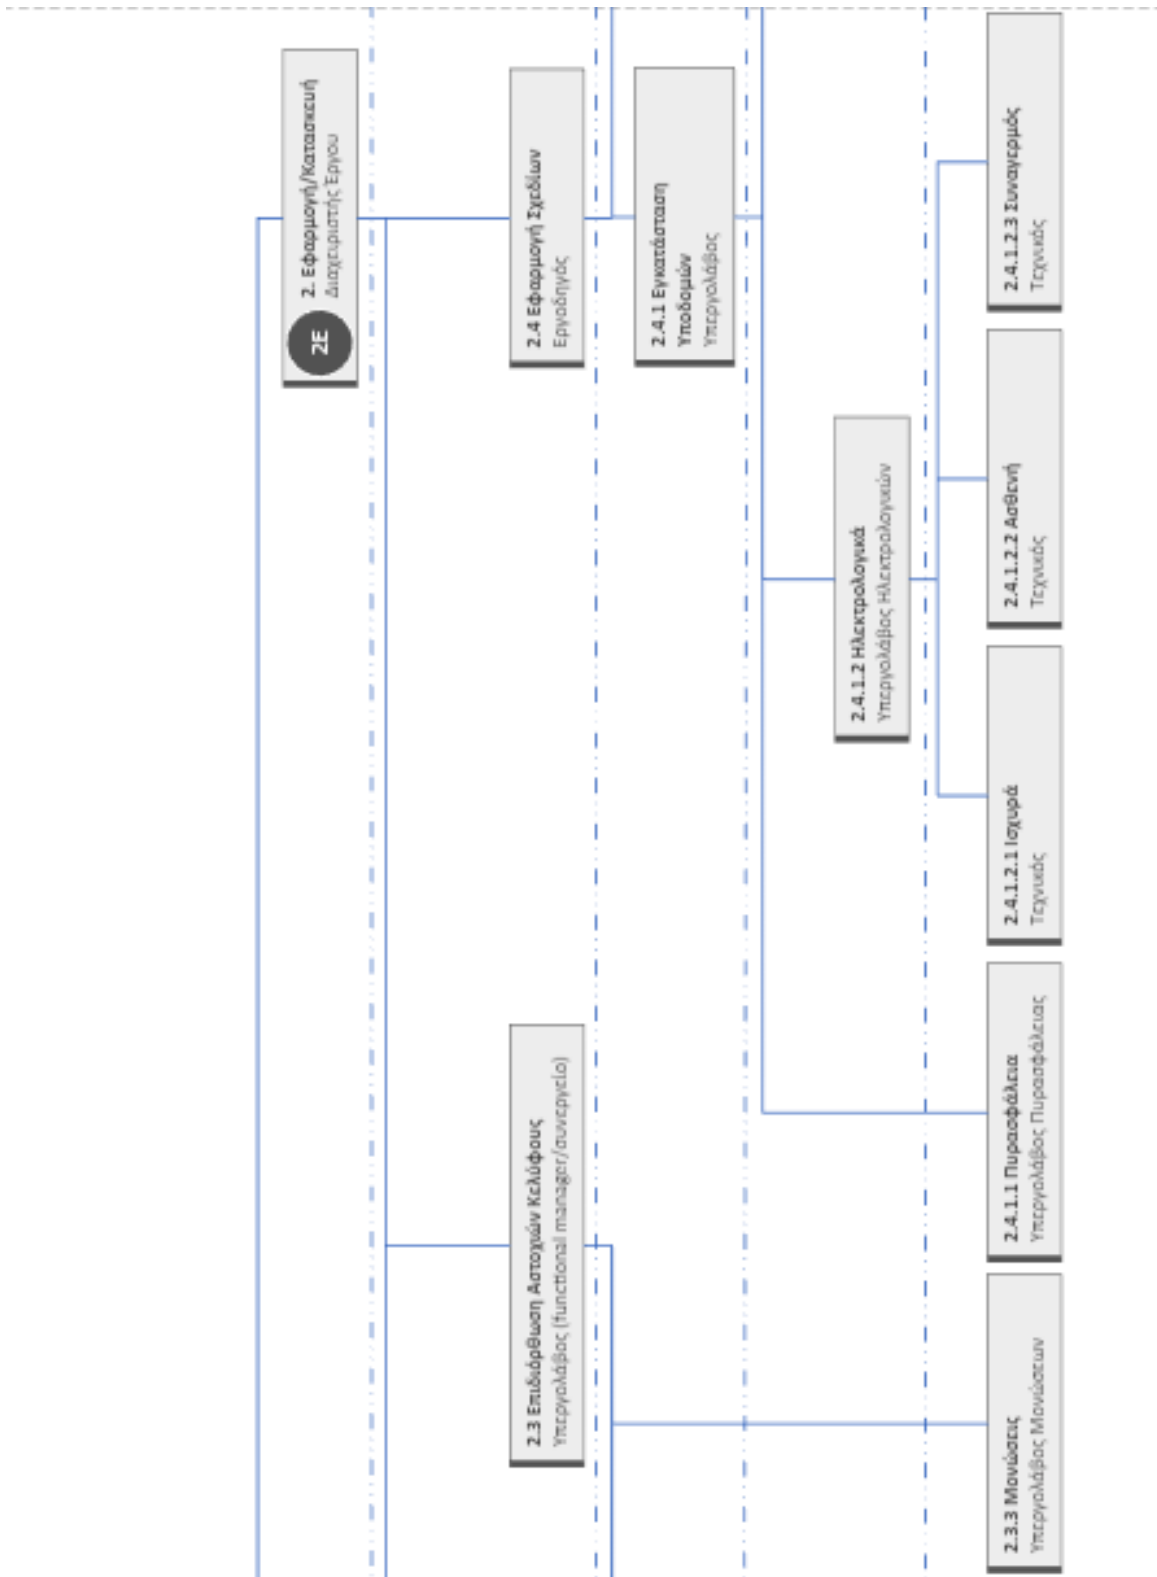 2. Εφαρμογή/Κατασκευή
Διαχειριστής Έργου
2E
2.3 Επιδιόρθωση Αστοχιών Κελύφους
Υπεργολάβος (functional manager/συνεργείο)
2.4 Εφαρμογή Σχεδίων
Εργοδηγός
2.4.1 Εγκατάσταση
Υποδομών
Υπεργολάβος
2.4.1.2 Ηλεκτρολογικά
Υπεργολάβος Ηλεκτρολογικών
2.3.3 Μονώσεις
Υπεργολάβος Μονώσεων
2.4.1.1 Πυρασφάλεια
Υπεργολάβος Πυρασφάλειας
2.4.1.2.1 Ισχυρά
Τεχνικός
2.4.1.2.2 Ασθενή
Τεχνικός
2.4.1.2.3 Συναγερμός
Τεχνικός